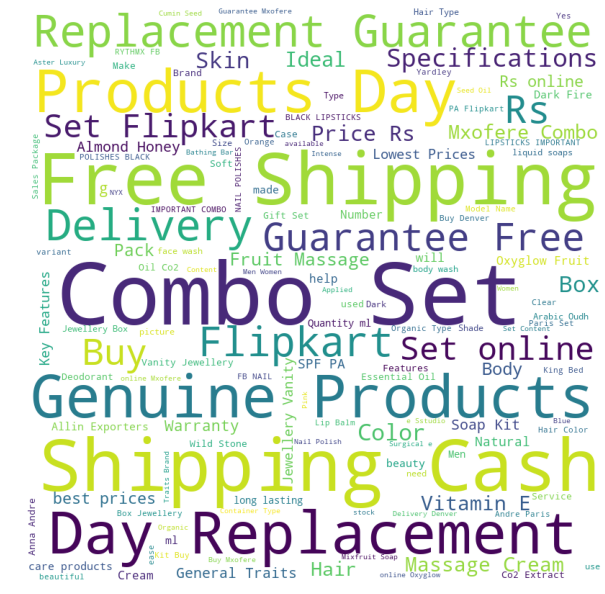 Cumin Seed
Guarantee Mxofere
Hair Type
Yes
Replacement Guarantee
RYTHMX FB
Aster Luxury
Make
Skin
Ideal
Specifications
Brand
Yardley
Products Day
Type
Seed Oil
Rs online
Dark Fire
PA Flipkart
Rs
BLACK LIPSTICKS
Set Flipkart
Size
Orange
Case
Price Rs
Mxofere Combo
LIPSTICKS IMPORTANT
liquid soaps
POLISHES BLACK
Almond Honey
Bathing Bar
available
Intense
Lowest Prices
Sales Package
Soft
NAIL POLISHES
made
Free Shipping
g
NYX
Model Name
IMPORTANT COMBO
Gift Set
Number
Buy Denver
Delivery
Guarantee Free
variant
Pack
face wash
Fruit Massage
will
Oxyglow Fruit
Oil Co2
Content
Men Women
help
body wash
Box
Key Features
Applied
used
Dark
Women
Clear
Combo Set
Arabic Oudh
Paris Set
Jewellery Box
picture
Quantity ml
Organic Type
Shade
Set Content
Buy
Vanity Jewellery
Flipkart
Set online
Features
Deodorant
online Mxofere
FB NAIL
SPF PA
Essential Oil
Body
King Bed
Genuine Products
Jewellery Vanity
Pink
Lip Balm
e Sstudio
Blue
Hair Color
Allin Exporters
Warranty
Color
Soap Kit
Natural
Traits Brand
Wild Stone
Nail Polish
Surgical e
beauty
Men
Women
Shipping Cash
need
Service
best prices
long lasting
Vitamin E
Anna Andre
Box Jewellery
Organic
Container Type
stock
Delivery Denver
Andre Paris
Day Replacement
ml
ease
Kit Buy
Buy Mxofere
Mixfruit Soap
Hair
Massage Cream
care products
beautiful
Cream
General Traits
online Oxyglow
Co2 Extract
use